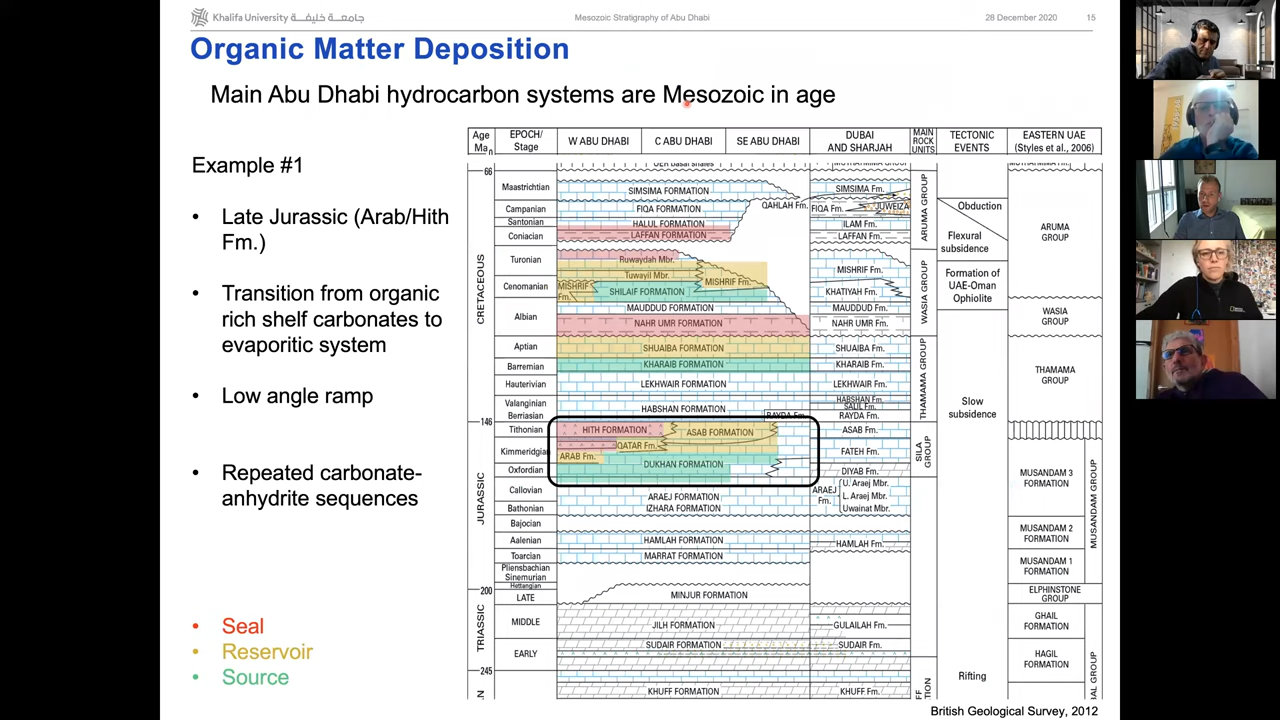 Khalifa University جامعـــة خليفـــة
Mesozoic Stratigraphy of Abu Dhabi
28 December 2020
15
Organic Matter Deposition
Main Abu Dhabi hydrocarbon systems are Mesozoic in age
Example #1
• Late Jurassic (Arab/Hith
Fm.)
• Transition from organic
rich shelf carbonates to
evaporitic system
• Low angle ramp
• Repeated carbonate-
anhydrite sequences
• Seal
• Reservoir
• Source
Age
Ma
EPOCH/
Stage
W ABU DHABI
C ABU DHABI
SE ABU DHABI
DUBAI
AND SHARJAH
MAIN
ROCK
UNITS
TECTONIC
EVENTS
EASTERN UAE
(Styles et al., 2006)
66
146
200
245
CRETACEOUS
JURASSIC
TRIASSIC
Maastrichtian
Campanian
Santonian
Coniacian
Turonian
Cenomanian
Albian
Aptian
Barremian
Hauterivian
Valanginian
Berriasian
Tithonian
Kimmeridgian
Oxfordian
Callovian
Bathonian
Bajocian
Aalenian
Toarcian
Pliensbachian
Sinemurian
Hettangian
LATE
MIDDLE
EARLY
SIMSIMA FORMATION
QAHLAH Fm.
FIQA FORMATION
HALUL FORMATION
LAFFAN FORMATION
Ruwaydah Mbr.
Tuwayil Mbr.
MISHRIF
Fm.
MISHRIF Fm.
SHILAIF FORMATION
MAUDDUD FORMATION
NAHR UMR FORMATION
SHUAIBA FORMATION
KHARAIB FORMATION
LEKHWAIR FORMATION
HABSHAN FORMATION
RAYDA Fm.
HITH FORMATION
ASAB FORMATION
QATAR Fm.
ARAB Fm.
DUKHAN FORMATION
ARAEJ FORMATION
IZHARA FORMATION
HAMLAH FORMATION
MARRAT FORMATION
MINJUR FORMATION
JILH FORMATION
SUDAIR FORMATION
KHUFF FORMATION
SIMSIMA Fm.
FIQA Fm.
JUWEIZA
ILAM Fm.
LAFFAN Fm.
MISHRIF Fm.
KHATIYAH Fm.
MAUDDUD Fm.
NAHR UMR Fm.
SHUAIBA Fm.
KHARAIB Fm.
LEKHWAIR Fm.
HABSHAN Fm.
SALIL Fm.
RAYDA Fm.
ASAB Fm.
FATEH Fm.
DIYAB Fm.
ARAEJ
Fm.
U. Araej Mbr.
L. Araej Mbr.
Uwainat Mbr.
HAMLAH Fm.
GULAILAH Fm.
SUDAIR Fm.
KHUFF Fm.
ARUMA GROUP
WASIA GROUP
THAMAMA GROUP
SILA
GROUP
Obduction
Flexural
subsidence
Formation of
UAE-Oman
Ophiolite
Slow
subsidence
Rifting
ARUMA
GROUP
WASIA
GROUP
THAMAMA
GROUP
MUSANDAM 3
FORMATION
MUSANDAM 2
FORMATION
MUSANDAM 1
FORMATION
MUSANDAM GROUP
ELPHINSTONE
GROUP
GHAIL
FORMATION
HAGIL
FORMATION
British Geological Survey, 2012